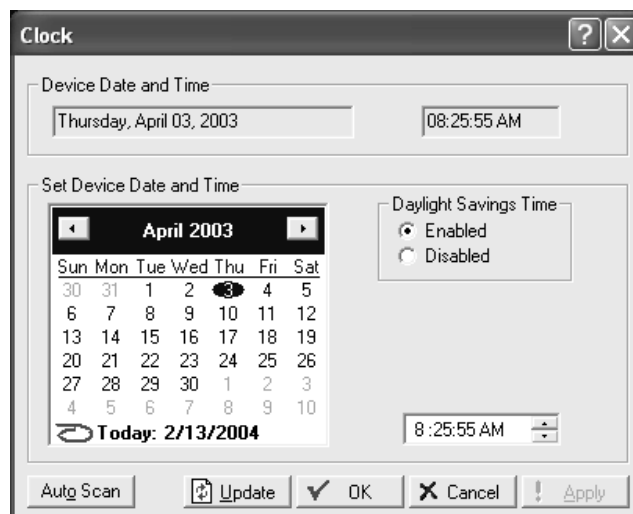 Clock
Device Date and Time
Thursday, April 03, 2003 08:25:55 AM
Set Device Date and Time
April 2003
Daylight Savings Time
Enabled
Disabled
Sun Mon Tue Wed Thu Fri Sat
30 31 1 2 3 4 5
6 7 8 9 10 11 12
13 14 15 16 17 18 19
20 21 22 23 24 25 26
27 28 29 30 1 2 3
4 5 6 7 8 9 10
Today: 2/13/2004
8 :25:55 AM
Auto Scan Update OK Cancel ! Apply